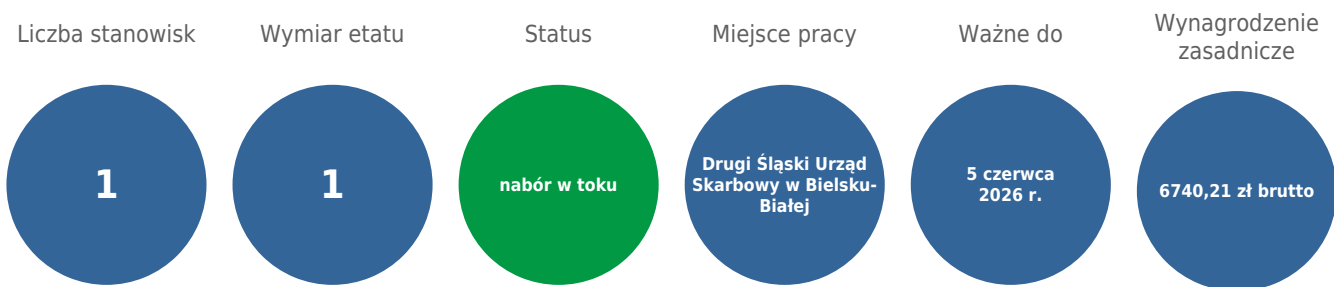 Liczba stanowisk
1
Wymiar etatu
1
Status
nabór w toku
Miejsce pracy
Drugi Śląski Urząd
Skarbowy w Bielsku-
Białej
Ważne do
5 czerwca
2026 r.
Wynagrodzenie
zasadnicze
6740,21 zł brutto